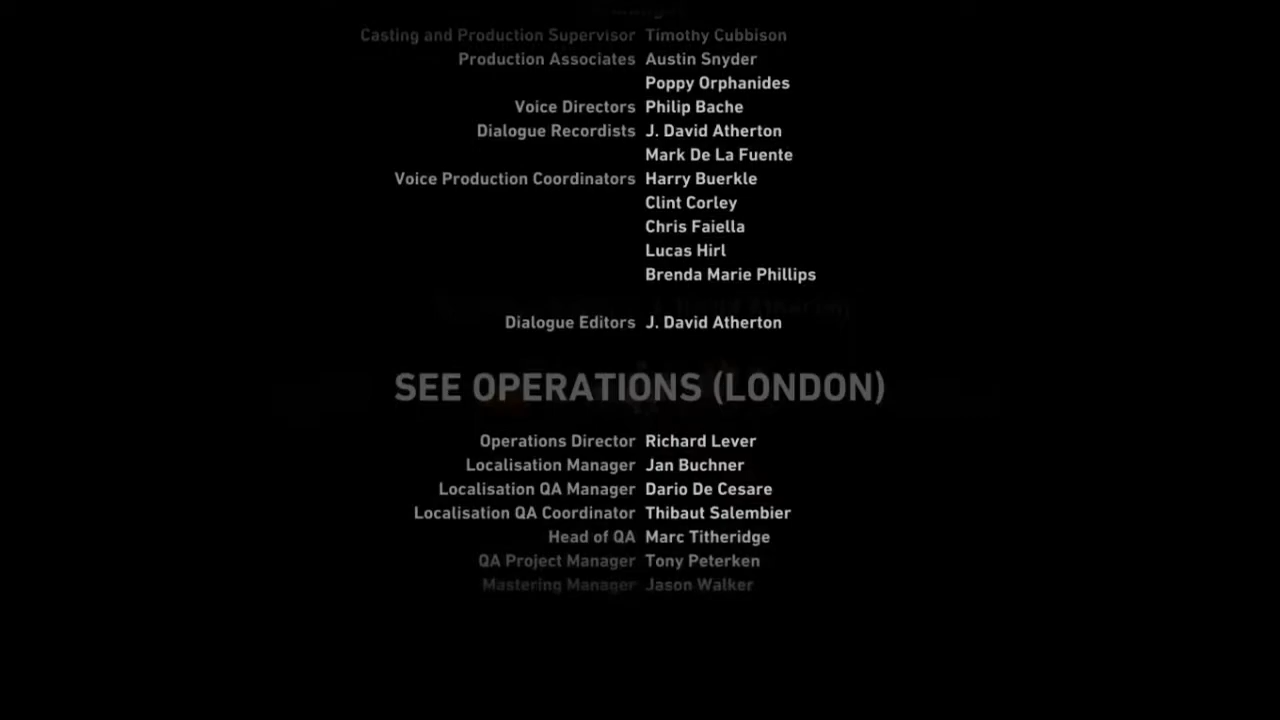 Casting and Production Supervisor Timothy Cubbison
Production Associates Austin Snyder
Poppy Orphanides
Voice Directors Philip Bache
Dialogue Recordists J. David Atherton
Mark De La Fuente
Voice Production Coordinators Harry Buerkle
Clint Corley
Chris Faiella
Lucas Hirl
Brenda Marie Phillips
Dialogue Editors J. David Atherton
SEE OPERATIONS (LONDON)
Operations Director Richard Lever
Localisation Manager Jan Buchner
Localisation QA Manager Dario De Cesare
Localisation QA Coordinator Thibaut Salembier
Head of QA Marc Titheridge
QA Project Manager Tony Peterken
Mastering Manager Jason Walker